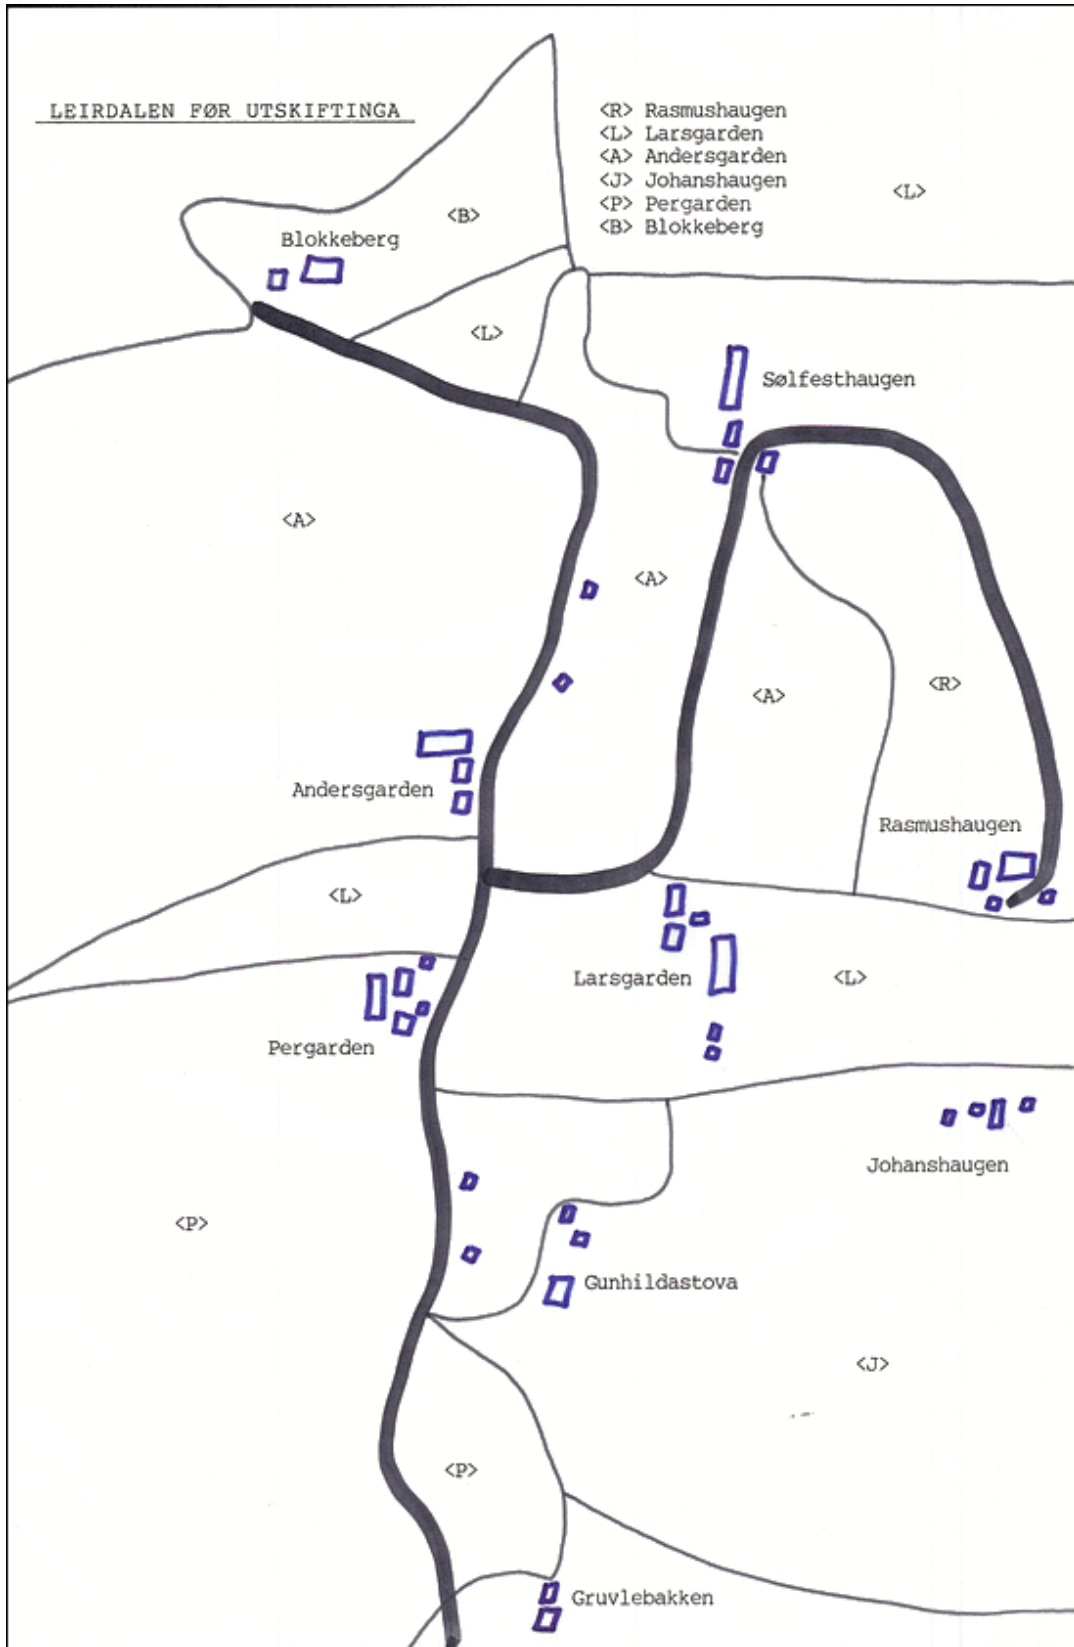 LEIRDALEN FØR UTSKIFTINGA
<R> Rasmushaugen
<L> Larsgarden
<A> Andersgarden
<J> Johanshaugen
<P> Pergarden
<B> Blokkeberg
<L>
<B>
Blokkeberg
<L>
Sølfesthaugen
<A>
<A>
<R>
<A>
Andersgarden
Rasmushaugen
<L>
Larsgarden
<L>
Pergarden
Johanshaugen
<P>
Gunhildastova
<J>
<P>
Gruvlebakken